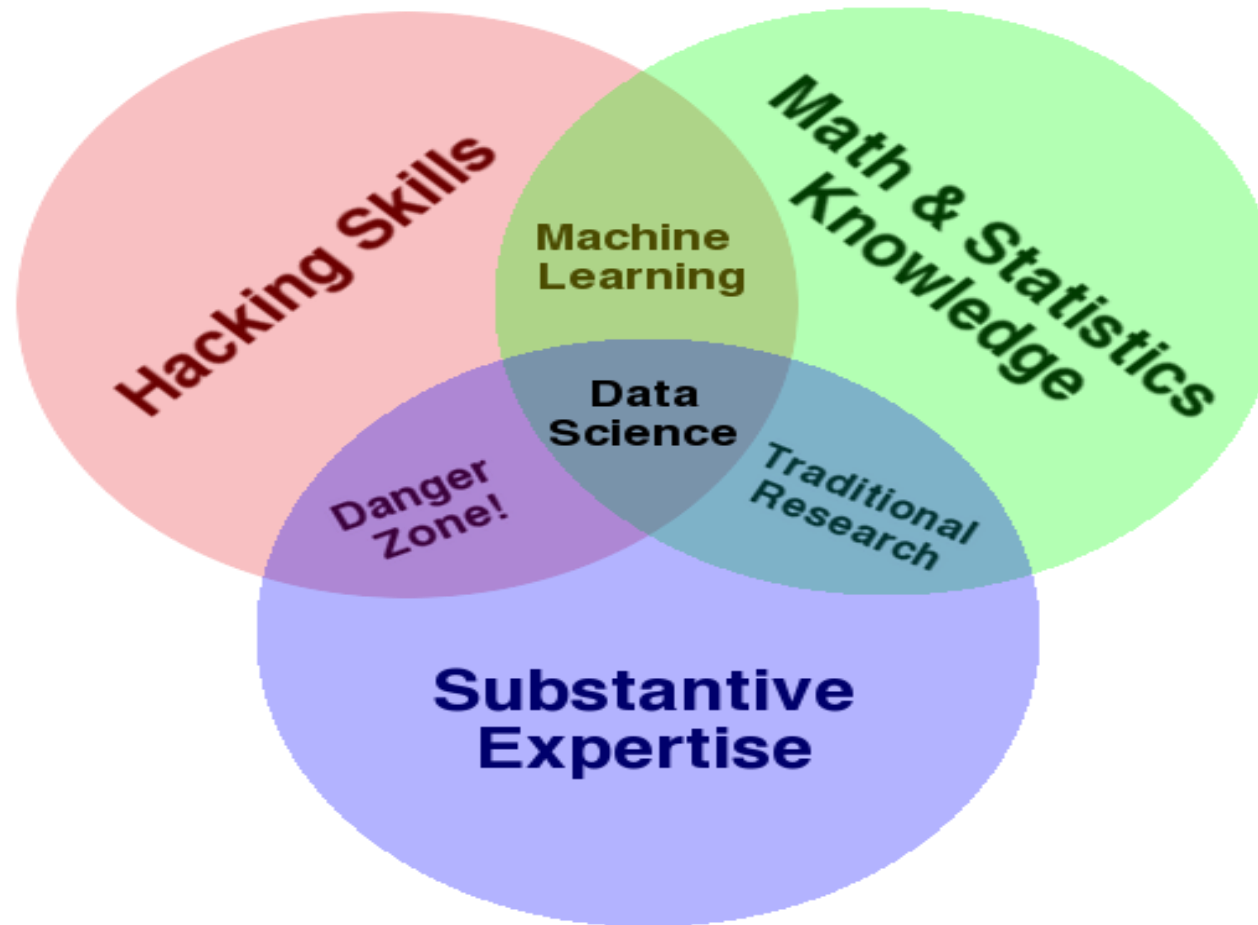 Hacking Skills
Math & Statistics
Knowledge
Machine
Learning
Data
Science
Danger
Zone!
Traditional
Research
Substantive
Expertise